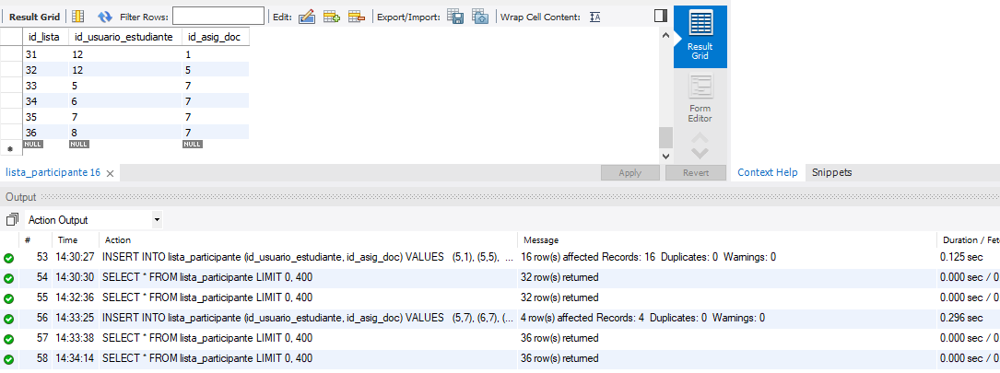 Result Grid Filter Rows: Edit: Export/Import: Wrap Cell Content:
id_lista id_usuario_estudiante id_asig_doc
31 12 1
32 12 5
33 5 7
34 6 7
35 7 7
36 8 7
NULL NULL NULL
Result
Grid
Form
Editor
lista_participante 16 Apply Revert Context Help Snippets
Output
Action Output
# Time Action Message Duration / Fetc
53 14:30:27 INSERT INTO lista_participante (id_usuario_estudiante, id_asig_doc) VALUES (5,1), (5,5), ... 16 row(s) affected Records: 16 Duplicates: 0 Warnings: 0 0.125 sec
54 14:30:30 SELECT * FROM lista_participante LIMIT 0, 400 32 row(s) returned 0.000 sec / 0
55 14:32:36 SELECT * FROM lista_participante LIMIT 0, 400 32 row(s) returned 0.000 sec / 0
56 14:33:25 INSERT INTO lista_participante (id_usuario_estudiante, id_asig_doc) VALUES (5,7), (6,7), (... 4 row(s) affected Records: 4 Duplicates: 0 Warnings: 0 0.296 sec
57 14:33:38 SELECT * FROM lista_participante LIMIT 0, 400 36 row(s) returned 0.000 sec / 0
58 14:34:14 SELECT * FROM lista_participante LIMIT 0, 400 36 row(s) returned 0.000 sec / 0